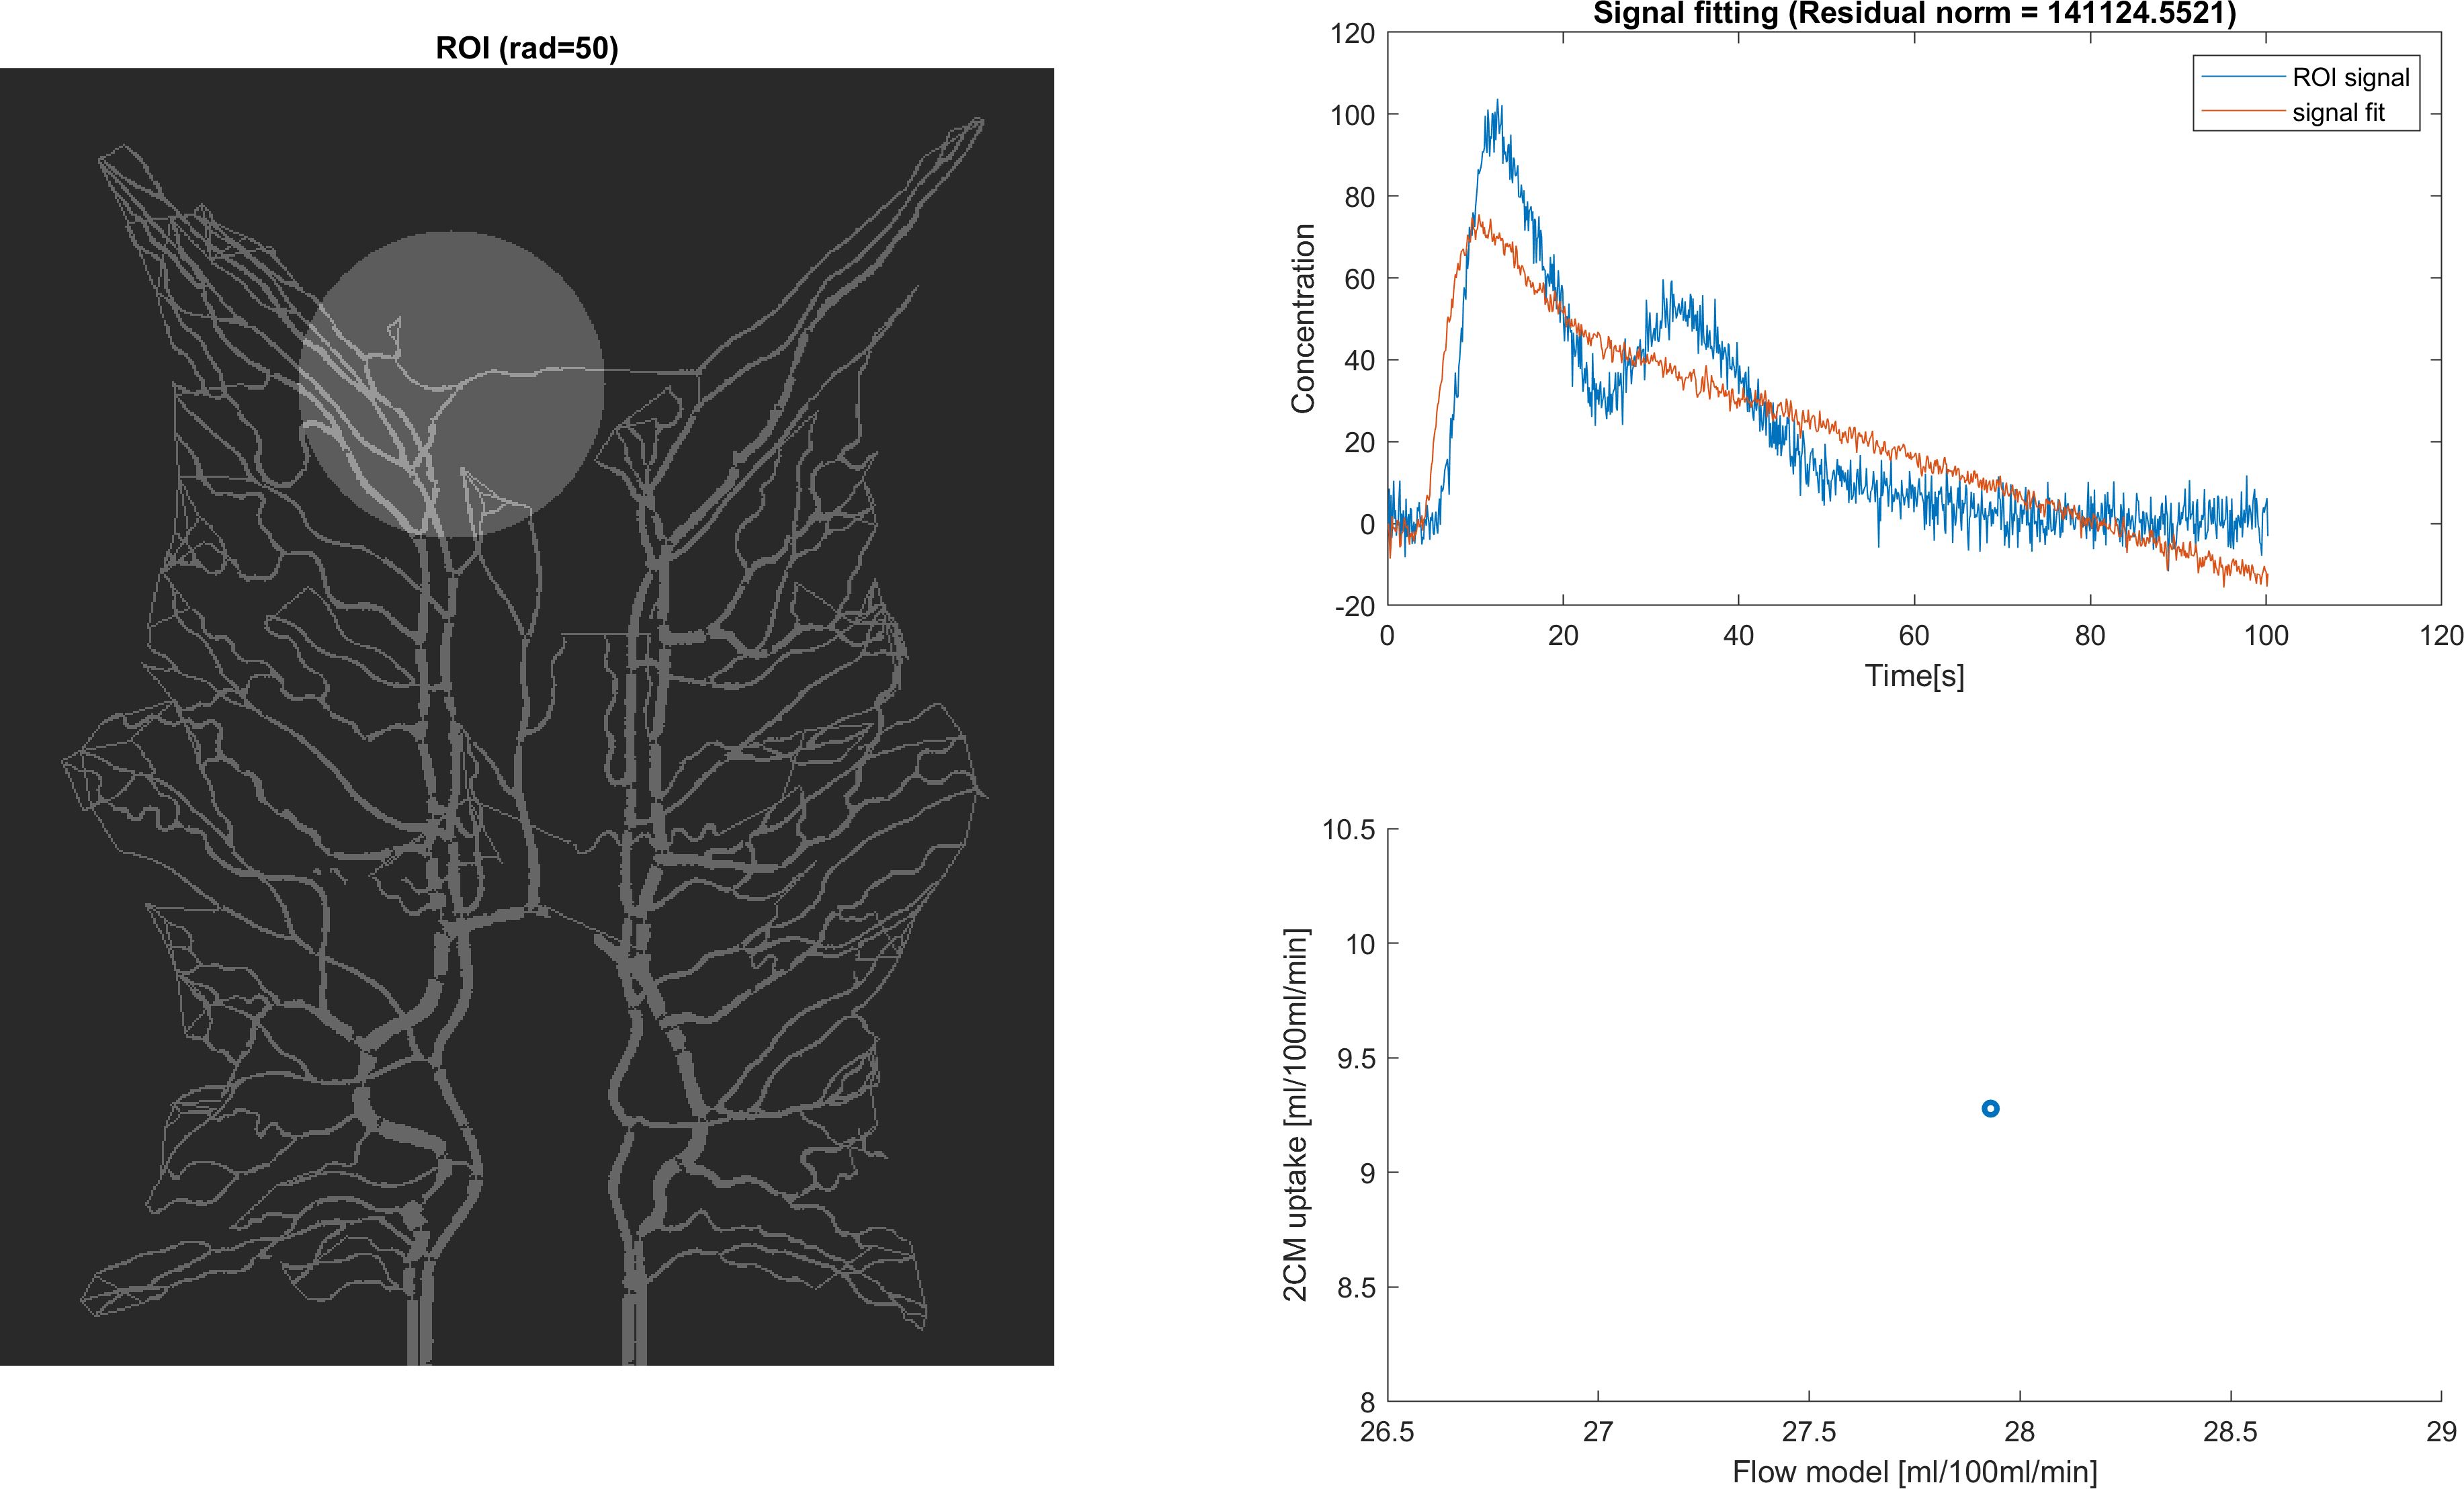 ROI (rad=50)
Signal fitting (Residual norm = 141124.5521)
120
100
80
60
40
20
0
-20
Concentration
ROI signal
signal fit
0 20 40 60 80 100 120
Time[s]
10.5
10
9.5
9
8.5
8
2CM uptake [ml/100ml/min]
26.5 27 27.5 28 28.5 29
Flow model [ml/100ml/min]